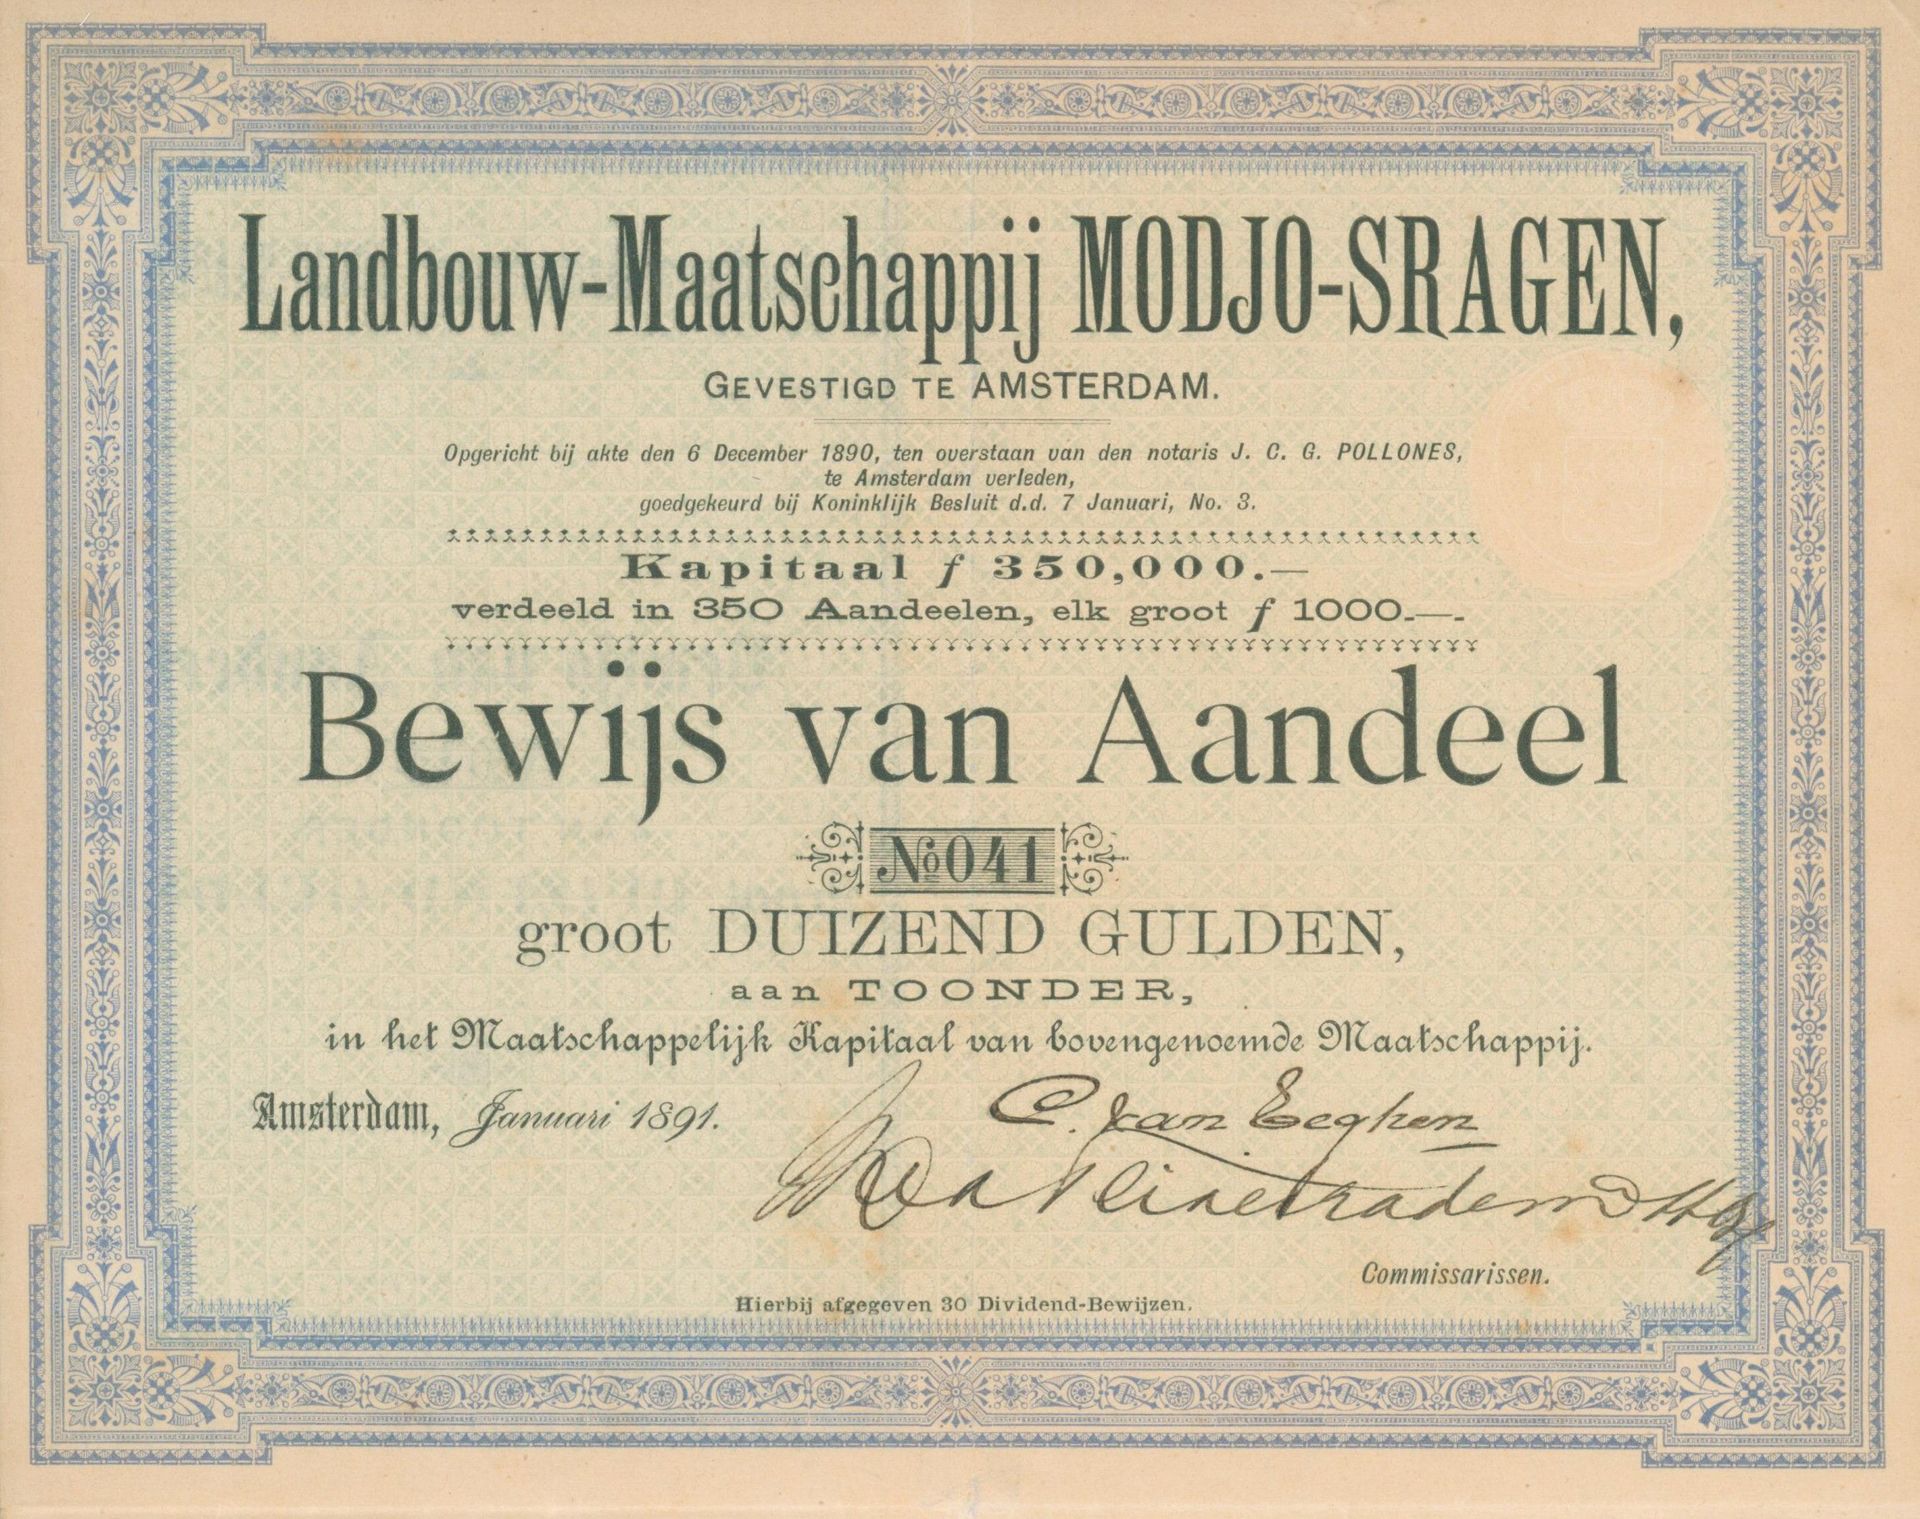 Landbouw-Maatschappij MODJO-SRAGEN,
GEVESTIGD TE AMSTERDAM.
Opgericht bij akte den 6 December 1890, ten overstaan van den notaris J. C. G. POLLONES,
te Amsterdam verleden,
goedgekeurd bij Koninklijk Besluit d.d. 7 Januari, No. 3.
Kapitaal ƒ 350,000.—
verdeeld in 350 Aandeelen, elk groot ƒ 1000.—.
Bewijs van Aandeel
No 041
groot DUIZEND GULDEN,
aan TOONDER,
in het Maatschappelijk Kapitaal van bovengenoemde Maatschappij.
Amsterdam, Januari 1891.
C. van Eeghen
Commissarissen.
Hierbij afgegeven 30 Dividend-Bewijzen.